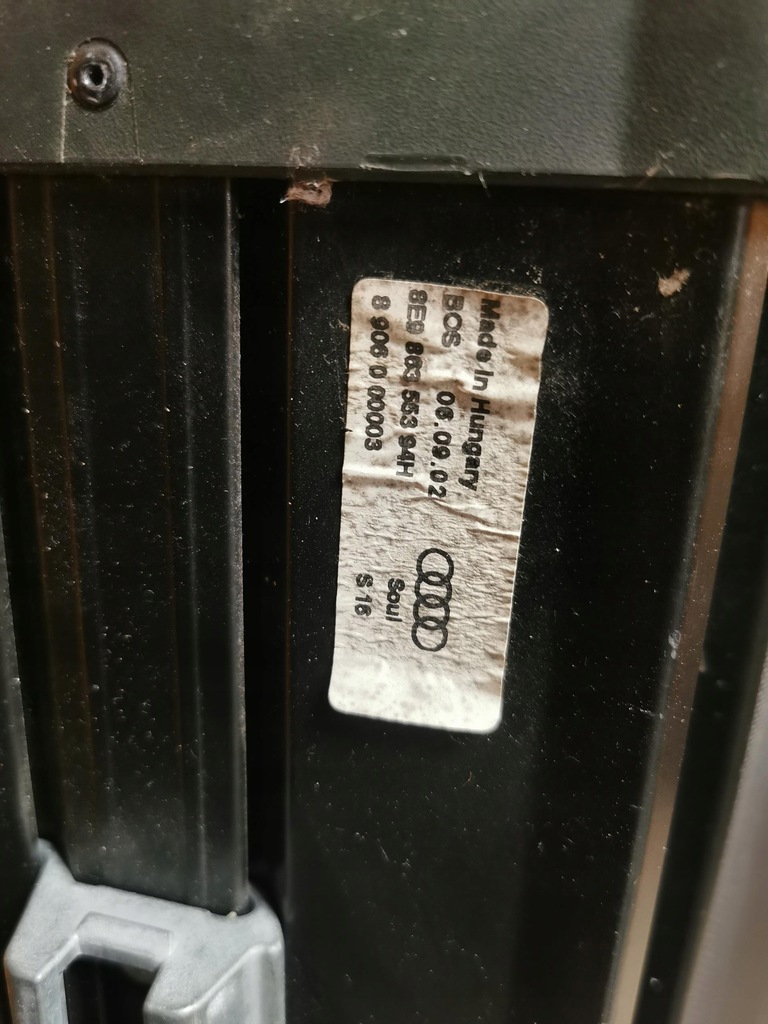 Made In Hungary
BOS 06.09.02
8E9 863 553 94H
8 906 0 00003
Soul
S 16